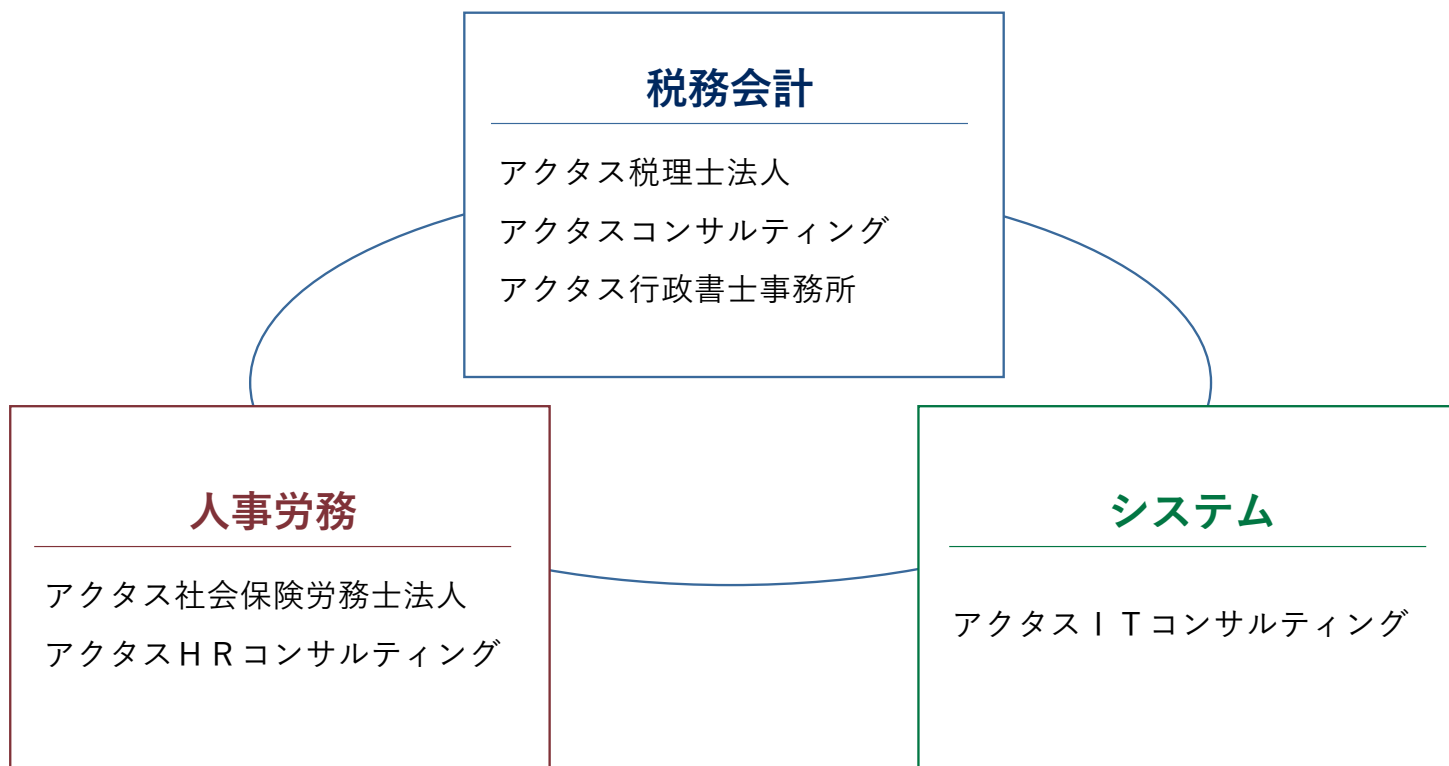 税務会計
アクタス税理士法人
アクタスコンサルティング
アクタス行政書士事務所
人事労務
アクタス社会保険労務士法人
アクタスＨＲコンサルティング
システム
アクタスＩＴコンサルティング